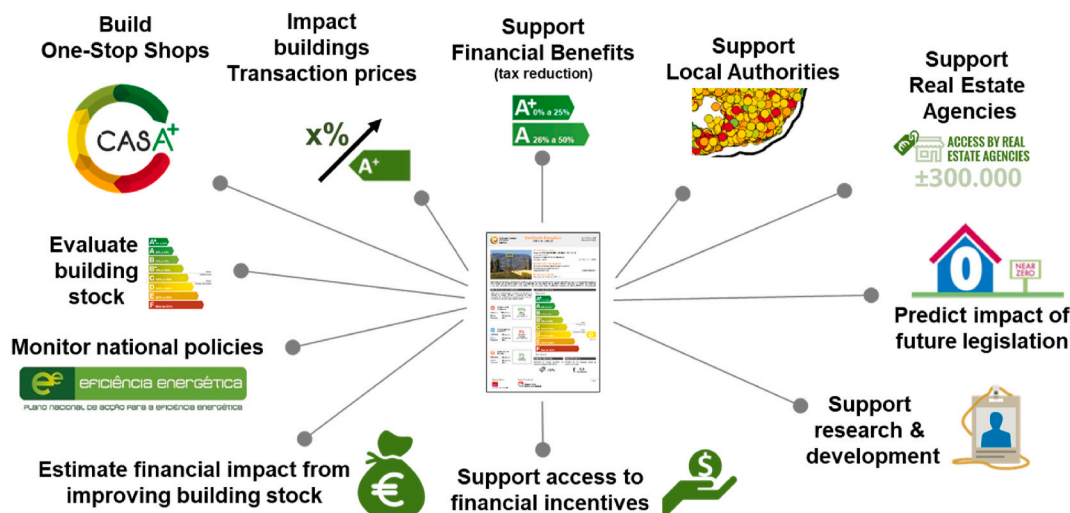 Build
One-Stop Shops
CASA+
Impact
buildings
Transaction prices
x%
A+
Support
Financial Benefits
(tax reduction)
A+ 0% a 25%
A 26% a 50%
Support
Local Authorities
Support
Real Estate
Agencies
ACCESS BY REAL
ESTATE AGENCIES
±300.000
Evaluate
building
stock
0
NEAR
ZERO
Predict impact of
future legislation
Monitor national policies
eficiência energética
PLANO NACIONAL DE ACÇÃO PARA A EFICIÊNCIA ENERGÉTICA
Support
research &
development
Estimate financial impact from
improving building stock
€
Support access to
financial incentives
$